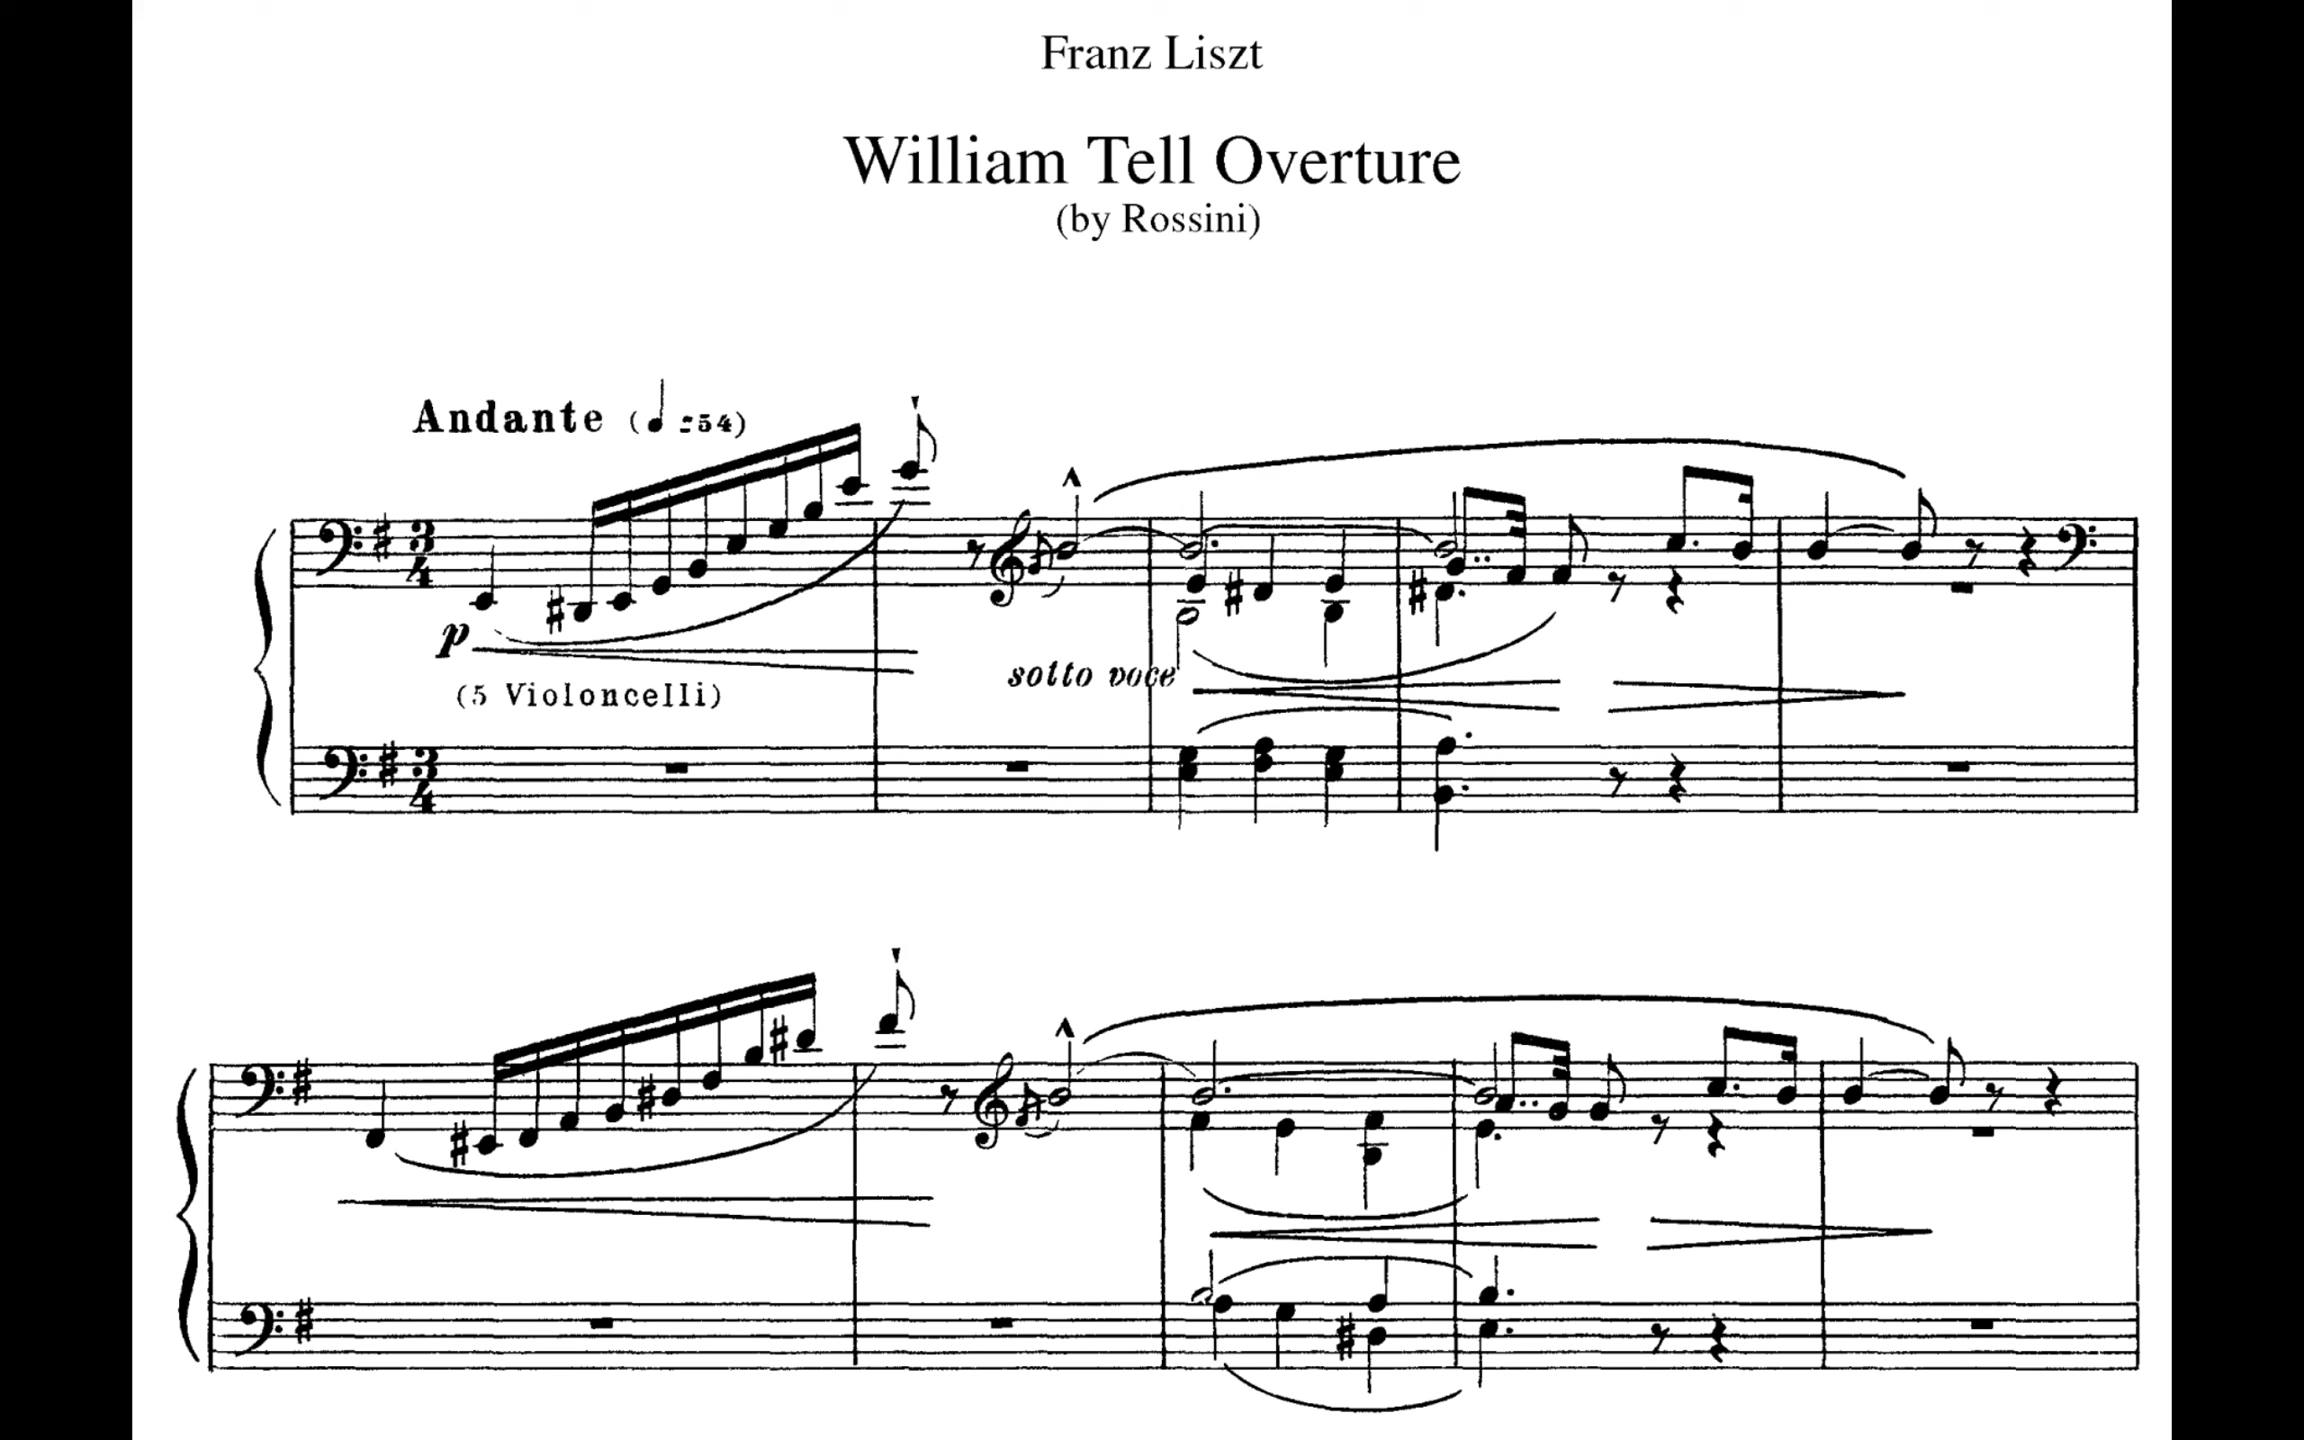 Franz Liszt
William Tell Overture
(by Rossini)
Andante (♩=54)
p
sotto voce
(5 Violoncelli)